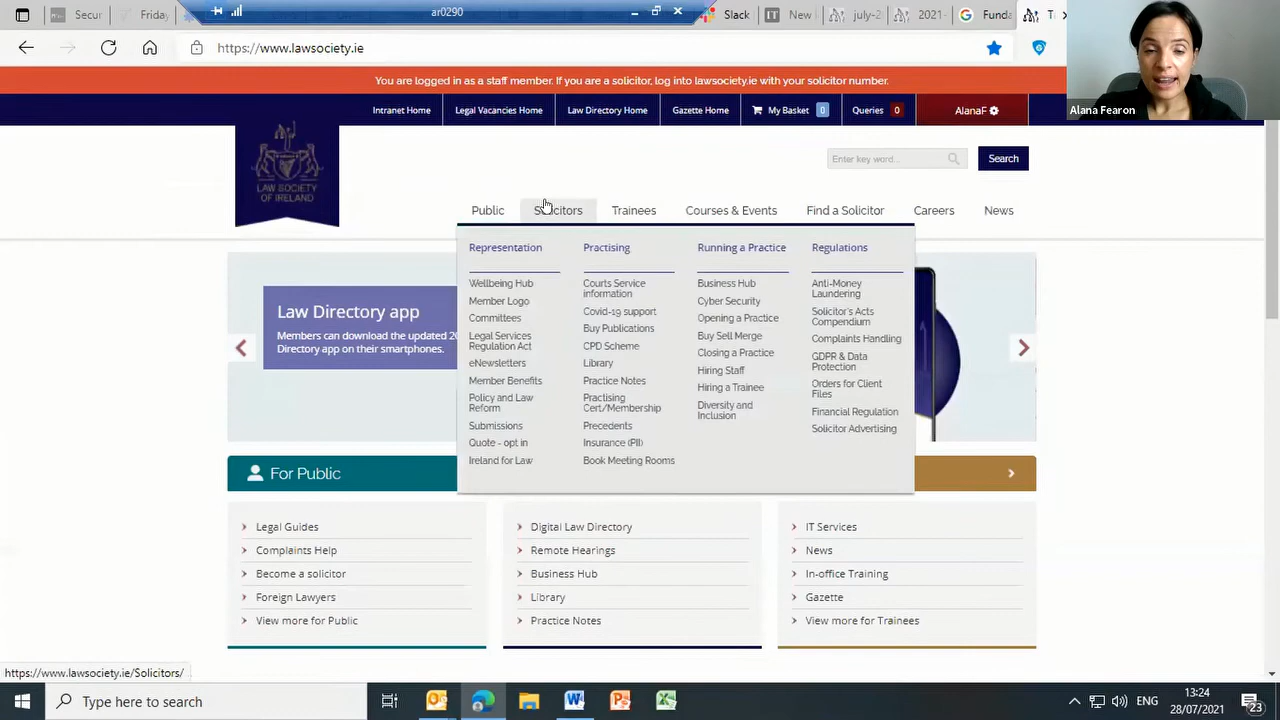 Secu
Friday
ar0290
Slack
New
july-2
2021-
Funda
https://www.lawsociety.ie
Alana Fearon
You are logged in as a staff member. If you are a solicitor, log into lawsociety.ie with your solicitor number.
Intranet Home
Legal Vacancies Home
Law Directory Home
Gazette Home
My Basket 0
Queries 0
AlanaF
LAW SOCIETY
OF IRELAND
Enter key word...
Search
Public
Solicitors
Trainees
Courses & Events
Find a Solicitor
Careers
News
Representation
Wellbeing Hub
Member Logo
Committees
Legal Services
Regulation Act
eNewsletters
Member Benefits
Policy and Law
Reform
Submissions
Quote - opt in
Ireland for Law
Practising
Courts Service
information
Covid-19 support
Buy Publications
CPD Scheme
Library
Practice Notes
Practising
Cert/Membership
Precedents
Insurance (PII)
Book Meeting Rooms
Running a Practice
Business Hub
Cyber Security
Opening a Practice
Buy Sell Merge
Closing a Practice
Hiring Staff
Hiring a Trainee
Diversity and
Inclusion
Regulations
Anti-Money
Laundering
Solicitor's Acts
Compendium
Complaints Handling
GDPR & Data
Protection
Orders for Client
Files
Financial Regulation
Solicitor Advertising
Law Directory app
Members can download the updated 20
Directory app on their smartphones.
For Public
Legal Guides
Complaints Help
Become a solicitor
Foreign Lawyers
View more for Public
Digital Law Directory
Remote Hearings
Business Hub
Library
Practice Notes
IT Services
News
In-office Training
Gazette
View more for Trainees
https://www.lawsociety.ie/Solicitors/
Type here to search
ENG
13:24
28/07/2021
23